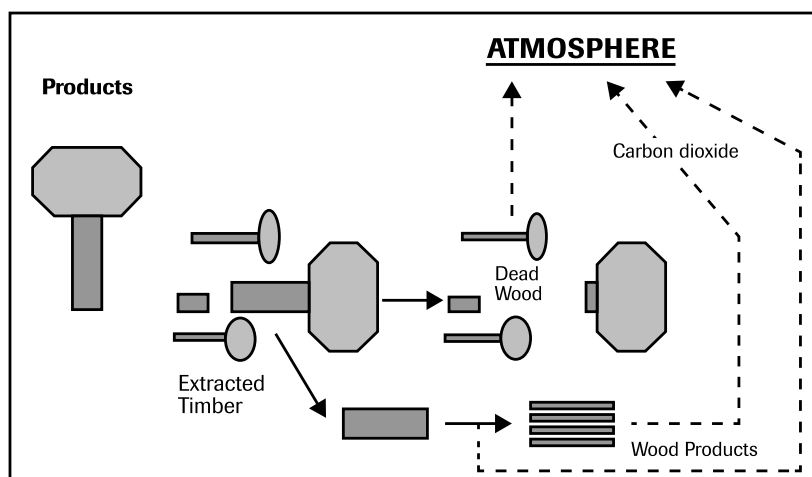 ATMOSPHERE
Products
Carbon dioxide
Dead
Wood
Extracted
Timber
Wood Products